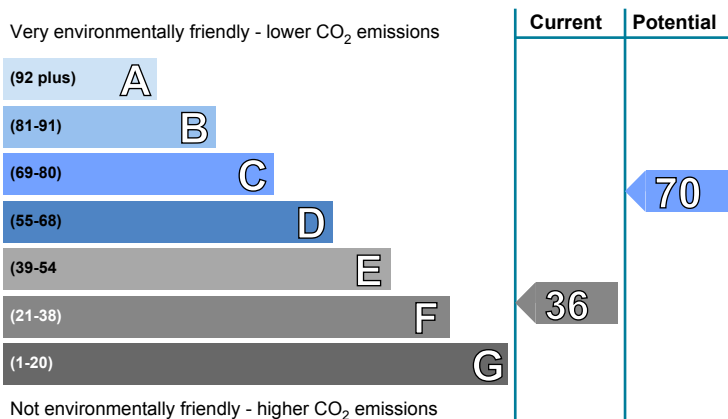 Current Potential
Very environmentally friendly - lower CO₂ emissions
(92 plus) A
(81-91) B
(69-80) C
70
(55-68) D
(39-54 E
36
(21-38) F
(1-20) G
Not environmentally friendly - higher CO₂ emissions